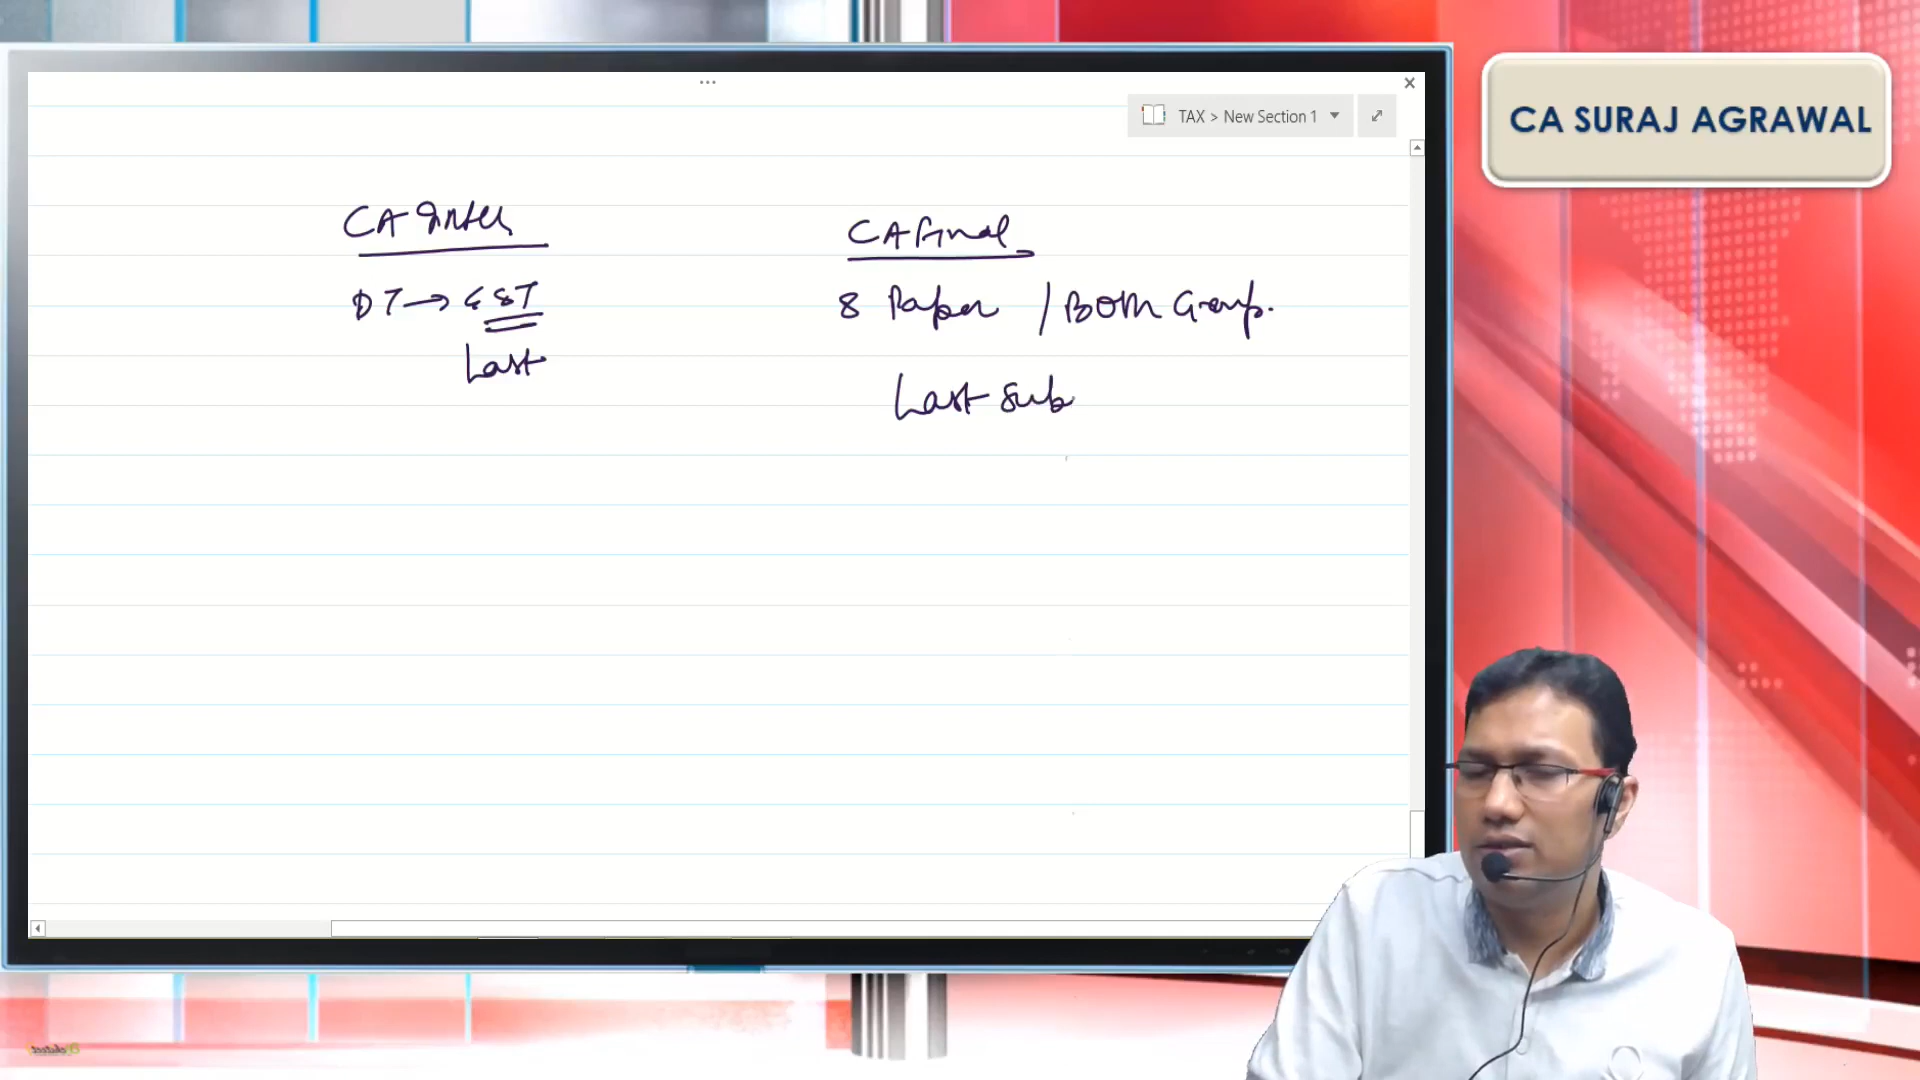 CA SURAJ AGRAWAL
TAX > New Section 1
CA Inter
DT → GST
Last
CA Final
8 Paper / Both Group.
Last Sub